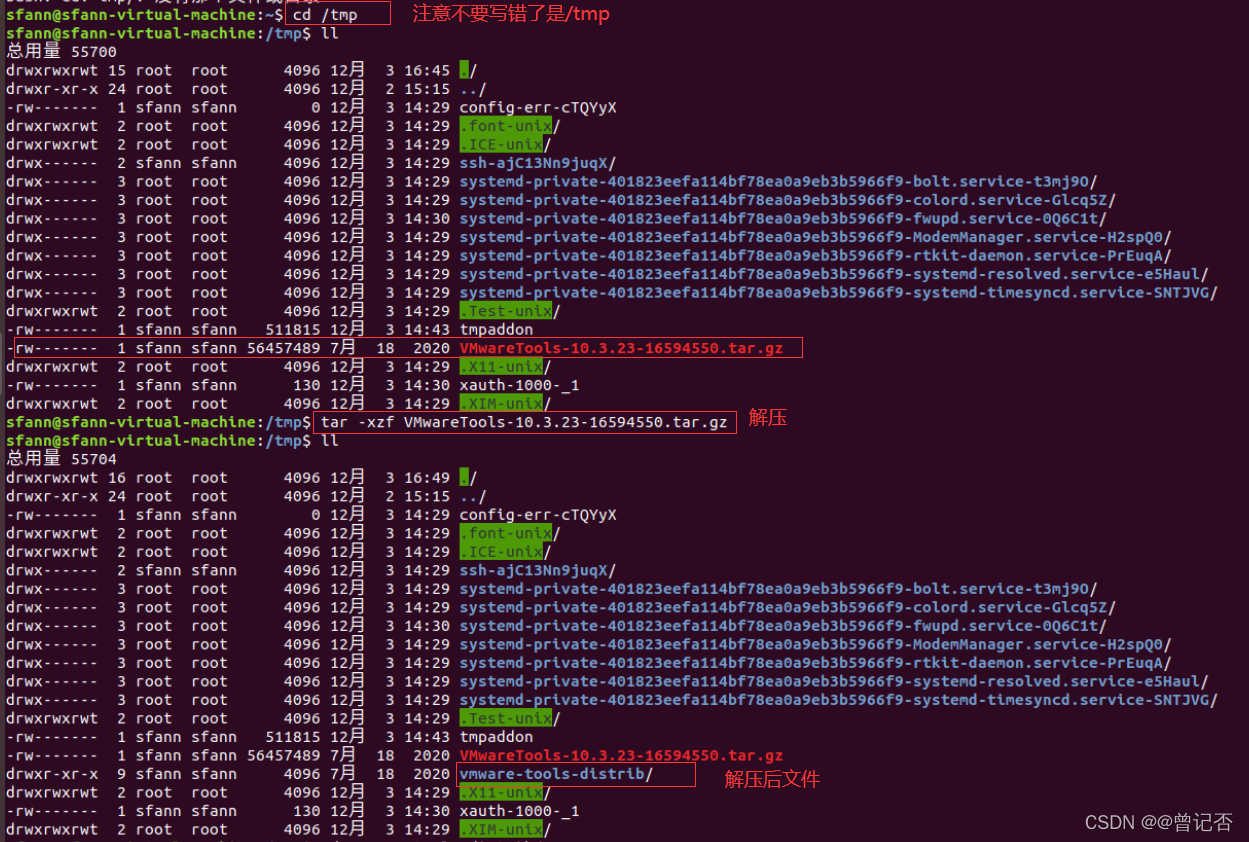 sfann@sfann-virtual-machine:~$ cd /tmp 注意不要写错了是/tmp
sfann@sfann-virtual-machine:/tmp$ ll
总用量 55700
drwxrwxrwt 15 root  root      4096 12月  3 16:45 ./
drwxr-xr-x 24 root  root      4096 12月  2 15:15 ../
-rw-------  1 sfann sfann        0 12月  3 14:29 config-err-cTQYyX
drwxrwxrwt  2 root  root      4096 12月  3 14:29 .font-unix/
drwxrwxrwt  2 root  root      4096 12月  3 14:29 .ICE-unix/
drwx------  2 sfann sfann     4096 12月  3 14:29 ssh-ajC13Nn9juqX/
drwx------  3 root  root      4096 12月  3 14:29 systemd-private-401823eefa114bf78ea0a9eb3b5966f9-bolt.service-t3mj9O/
drwx------  3 root  root      4096 12月  3 14:29 systemd-private-401823eefa114bf78ea0a9eb3b5966f9-colord.service-Glcq5Z/
drwx------  3 root  root      4096 12月  3 14:30 systemd-private-401823eefa114bf78ea0a9eb3b5966f9-fwupd.service-0Q6C1t/
drwx------  3 root  root      4096 12月  3 14:29 systemd-private-401823eefa114bf78ea0a9eb3b5966f9-ModemManager.service-H2spQ0/
drwx------  3 root  root      4096 12月  3 14:29 systemd-private-401823eefa114bf78ea0a9eb3b5966f9-rtkit-daemon.service-PrEuqA/
drwx------  3 root  root      4096 12月  3 14:29 systemd-private-401823eefa114bf78ea0a9eb3b5966f9-systemd-resolved.service-e5Haul/
drwx------  3 root  root      4096 12月  3 14:29 systemd-private-401823eefa114bf78ea0a9eb3b5966f9-systemd-timesyncd.service-SNTJVG/
drwxrwxrwt  2 root  root      4096 12月  3 14:29 .Test-unix/
-rw-------  1 sfann sfann   511815 12月  3 14:43 tmpaddon
-rw-------  1 sfann sfann 56457489 7月  18  2020 VMwareTools-10.3.23-16594550.tar.gz
drwxrwxrwt  2 root  root      4096 12月  3 14:29 .X11-unix/
-rw-------  1 sfann sfann      130 12月  3 14:30 xauth-1000-_1
drwxrwxrwt  2 root  root      4096 12月  3 14:29 .XIM-unix/
sfann@sfann-virtual-machine:/tmp$ tar -xzf VMwareTools-10.3.23-16594550.tar.gz 解压
sfann@sfann-virtual-machine:/tmp$ ll
总用量 55704
drwxrwxrwt 16 root  root      4096 12月  3 16:49 ./
drwxr-xr-x 24 root  root      4096 12月  2 15:15 ../
-rw-------  1 sfann sfann        0 12月  3 14:29 config-err-cTQYyX
drwxrwxrwt  2 root  root      4096 12月  3 14:29 .font-unix/
drwxrwxrwt  2 root  root      4096 12月  3 14:29 .ICE-unix/
drwx------  2 sfann sfann     4096 12月  3 14:29 ssh-ajC13Nn9juqX/
drwx------  3 root  root      4096 12月  3 14:29 systemd-private-401823eefa114bf78ea0a9eb3b5966f9-bolt.service-t3mj9O/
drwx------  3 root  root      4096 12月  3 14:29 systemd-private-401823eefa114bf78ea0a9eb3b5966f9-colord.service-Glcq5Z/
drwx------  3 root  root      4096 12月  3 14:30 systemd-private-401823eefa114bf78ea0a9eb3b5966f9-fwupd.service-0Q6C1t/
drwx------  3 root  root      4096 12月  3 14:29 systemd-private-401823eefa114bf78ea0a9eb3b5966f9-ModemManager.service-H2spQ0/
drwx------  3 root  root      4096 12月  3 14:29 systemd-private-401823eefa114bf78ea0a9eb3b5966f9-rtkit-daemon.service-PrEuqA/
drwx------  3 root  root      4096 12月  3 14:29 systemd-private-401823eefa114bf78ea0a9eb3b5966f9-systemd-resolved.service-e5Haul/
drwx------  3 root  root      4096 12月  3 14:29 systemd-private-401823eefa114bf78ea0a9eb3b5966f9-systemd-timesyncd.service-SNTJVG/
drwxrwxrwt  2 root  root      4096 12月  3 14:29 .Test-unix/
-rw-------  1 sfann sfann   511815 12月  3 14:43 tmpaddon
-rw-------  1 sfann sfann 56457489 7月  18  2020 VMwareTools-10.3.23-16594550.tar.gz
drwxr-xr-x  9 sfann sfann     4096 7月  18  2020 vmware-tools-distrib/ 解压后文件
drwxrwxrwt  2 root  root      4096 12月  3 14:29 .X11-unix/
-rw-------  1 sfann sfann      130 12月  3 14:30 xauth-1000-_1
drwxrwxrwt  2 root  root      4096 12月  3 14:29 .XIM-unix/
CSDN @@曾记否